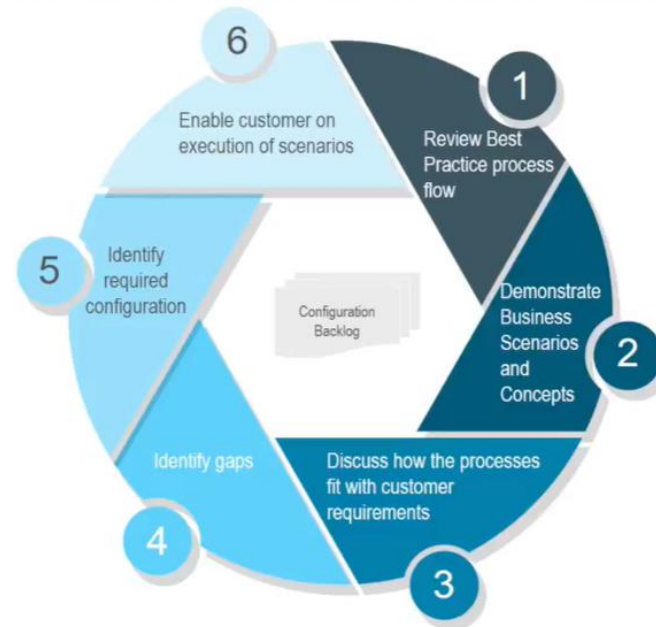 1
Review Best
Practice process
flow
2
Demonstrate
Business
Scenarios
and
Concepts
3
Discuss how the processes
fit with customer
requirements
4
Identify gaps
5
Identify
required
configuration
6
Enable customer on
execution of scenarios
Configuration
Backlog